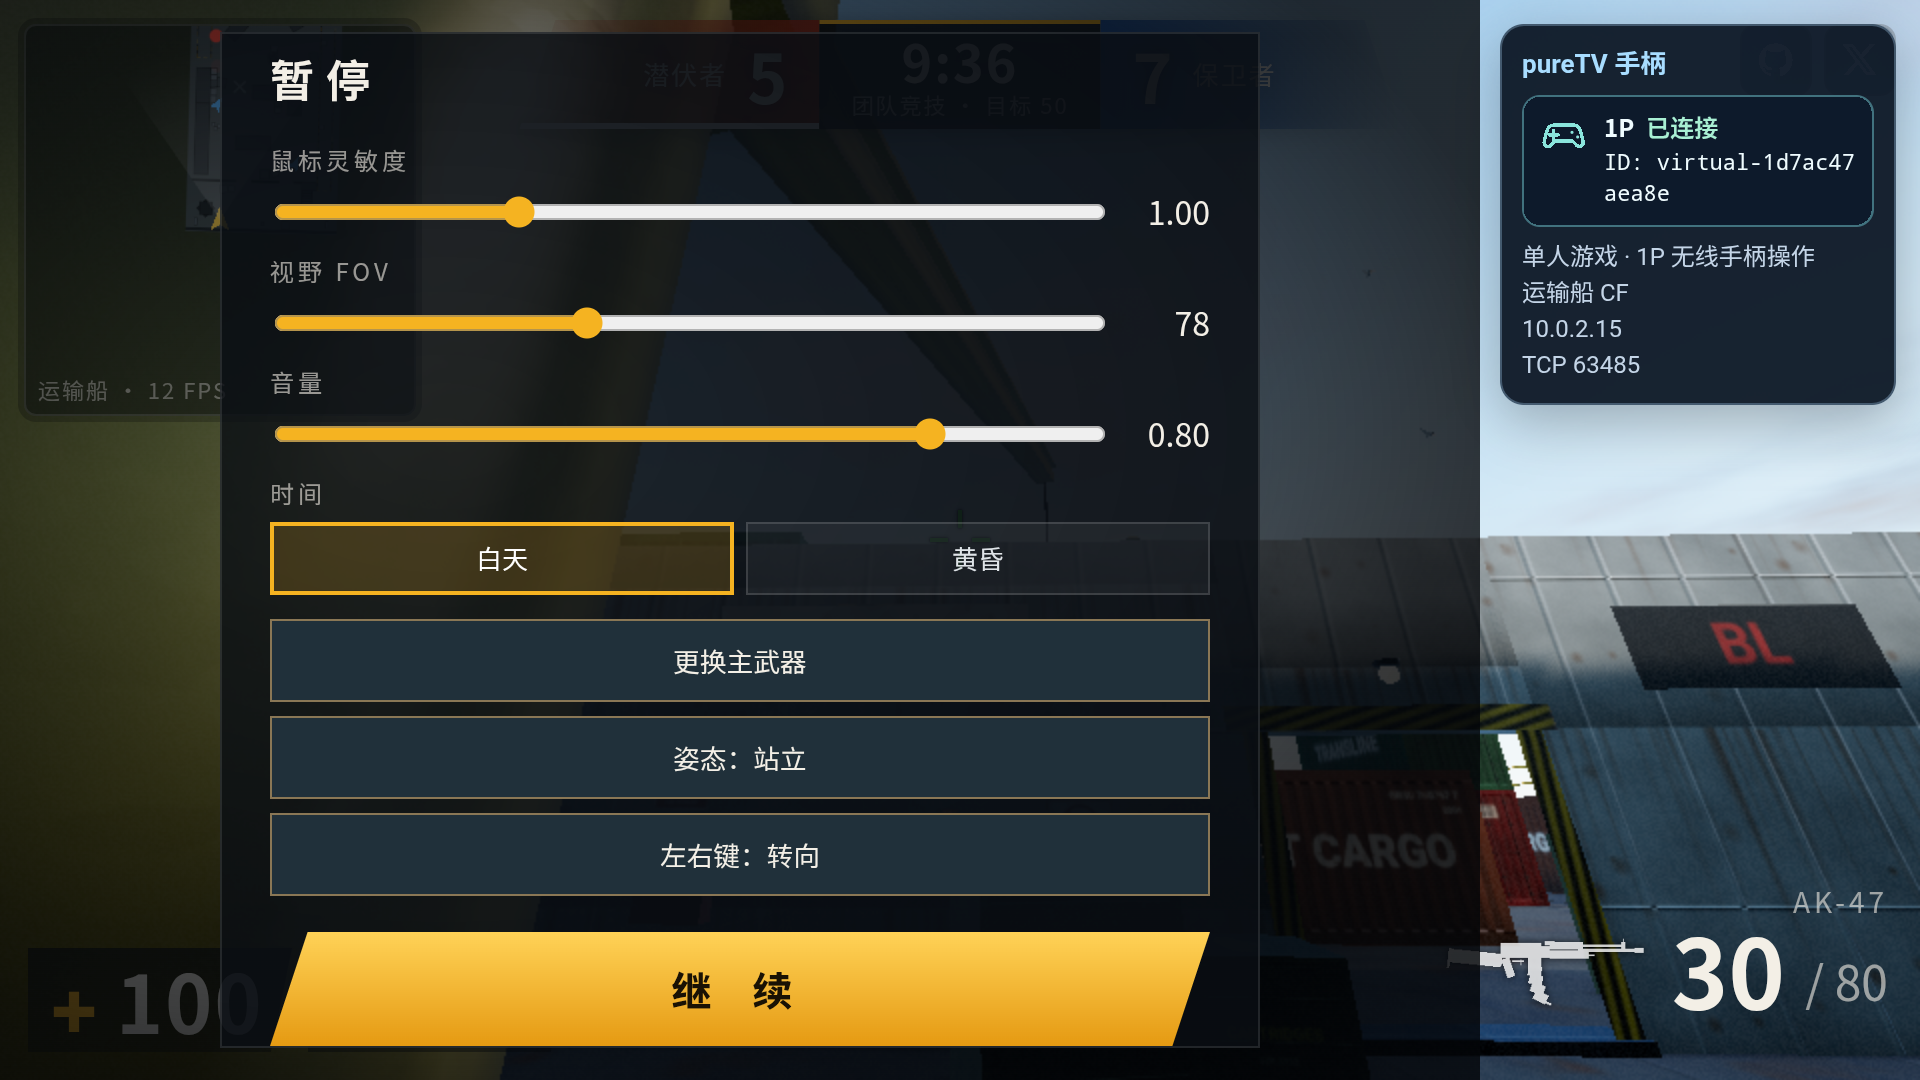 暂停
潜伏者 5
9:36
7 保卫者
团队竞技 · 目标 50
鼠标灵敏度
1.00
视野 FOV
78
音量
0.80
时间
白天
黄昏
更换主武器
姿态：站立
左右键：转向
继续
运输船 · 12 FPS
+ 100
pureTV 手柄
1P 已连接
ID: virtual-1d7ac47
aea8e
单人游戏 · 1P 无线手柄操作
运输船 CF
10.0.2.15
TCP 63485
BL
TRANSLINE
CARGO
AK-47
30 / 80